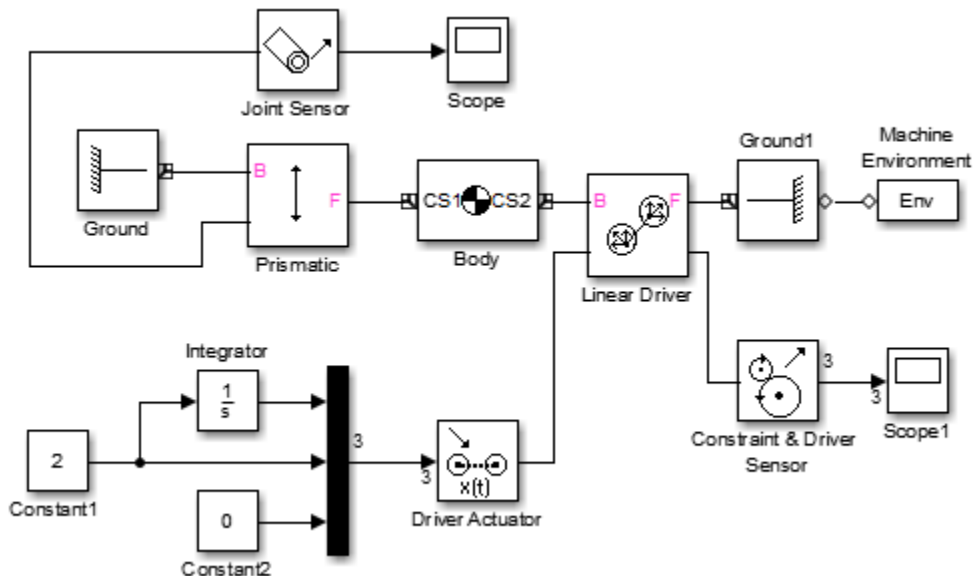 Joint Sensor
Scope
Ground
B
F
Prismatic
CS1
CS2
Body
B
F
Linear Driver
Ground1
Machine
Environment
Env
Integrator
1
s
2
Constant1
0
Constant2
3
3
x(t)
Driver Actuator
Constraint & Driver
Sensor
3
3
Scope1